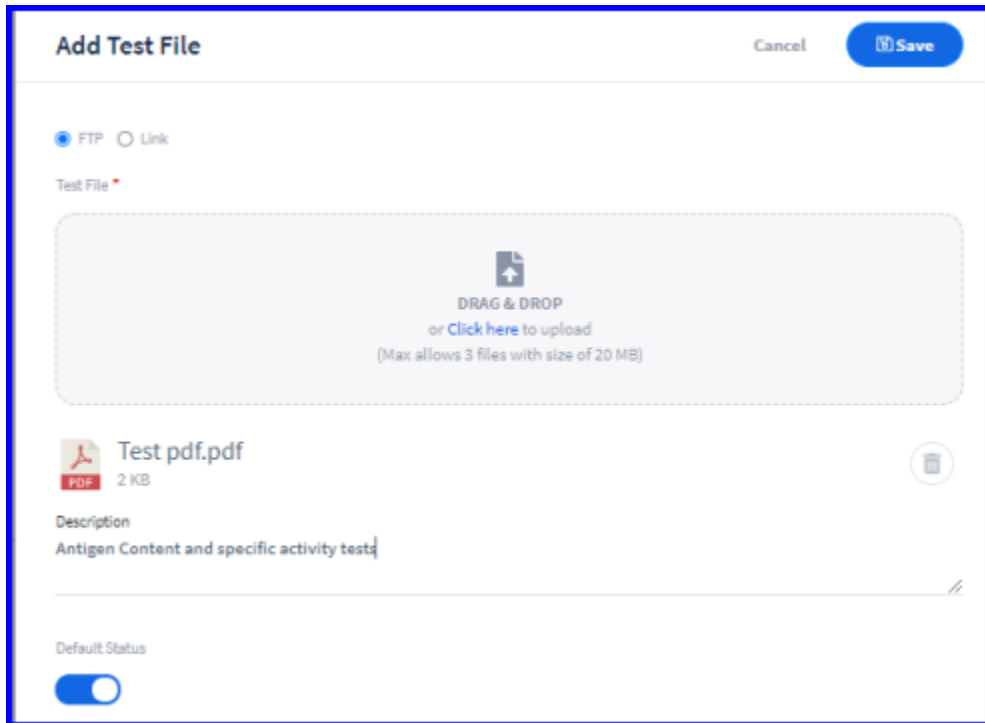 Add Test File
Cancel
Save
FTP
Link
Test File *
DRAG & DROP
or Click here to upload
(Max allows 3 files with size of 20 MB)
Test pdf.pdf
PDF
2 KB
Description
Antigen Content and specific activity tests
Default Status